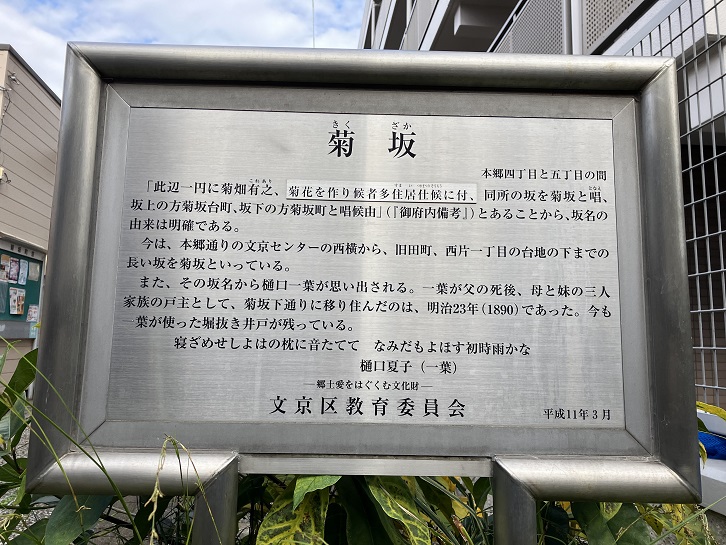 きく ざか
菊坂
本郷四丁目と五丁目の間
「此辺一円に菊畑有之、菊花を作り候者多住居仕候に付、同所の坂を菊坂と唱、
坂上の方菊坂台町、坂下の方菊坂町と唱候由」(『御府内備考』)とあることから、坂名の
由来は明確である。
今は、本郷通りの文京センターの西横から、旧田町、西片一丁目の台地の下までの
長い坂を菊坂といっている。
また、その坂名から樋口一葉が思い出される。一葉が父の死後、母と妹の三人
家族の戸主として、菊坂下通りに移り住んだのは、明治23年(1890)であった。今も
一葉が使った堀抜き井戸が残っている。
寝ざめせしよはの枕に音たてて なみだもよほす初時雨かな
樋口夏子(一葉)
―郷土愛をはぐくむ文化財―
文京区教育委員会
平成11年3月